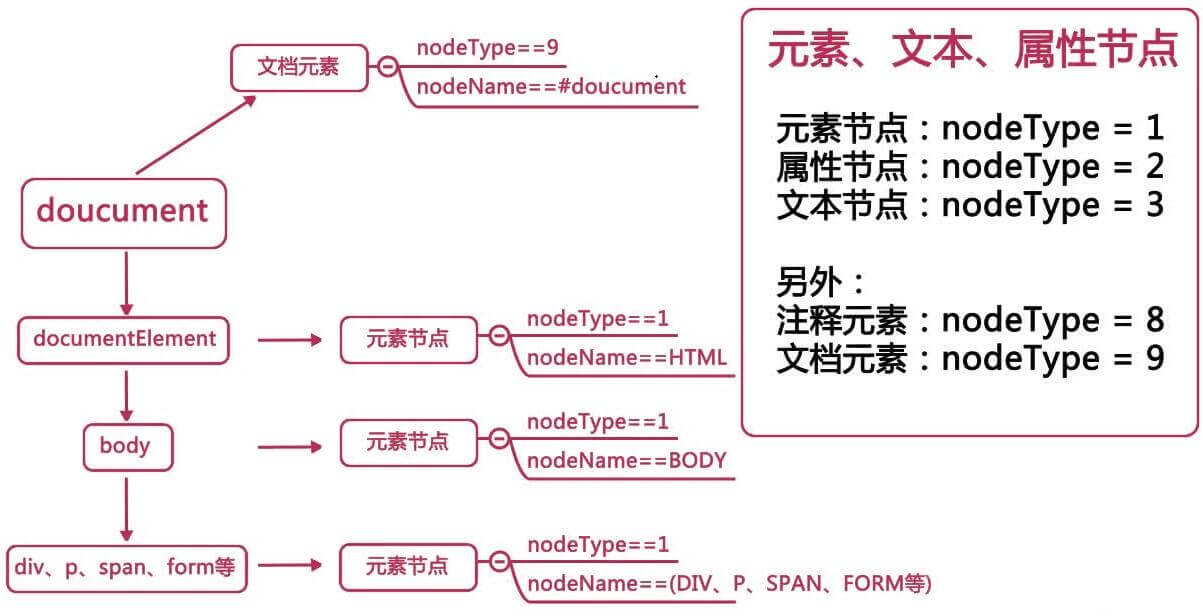 文档元素
nodeType==9
nodeName==#doucument
doucument
documentElement
元素节点
nodeType==1
nodeName==HTML
body
元素节点
nodeType==1
nodeName==BODY
div、p、span、form等
元素节点
nodeType==1
nodeName==(DIV、P、SPAN、FORM等)
元素、文本、属性节点
元素节点：nodeType = 1
属性节点：nodeType = 2
文本节点：nodeType = 3
另外：
注释元素：nodeType = 8
文档元素：nodeType = 9